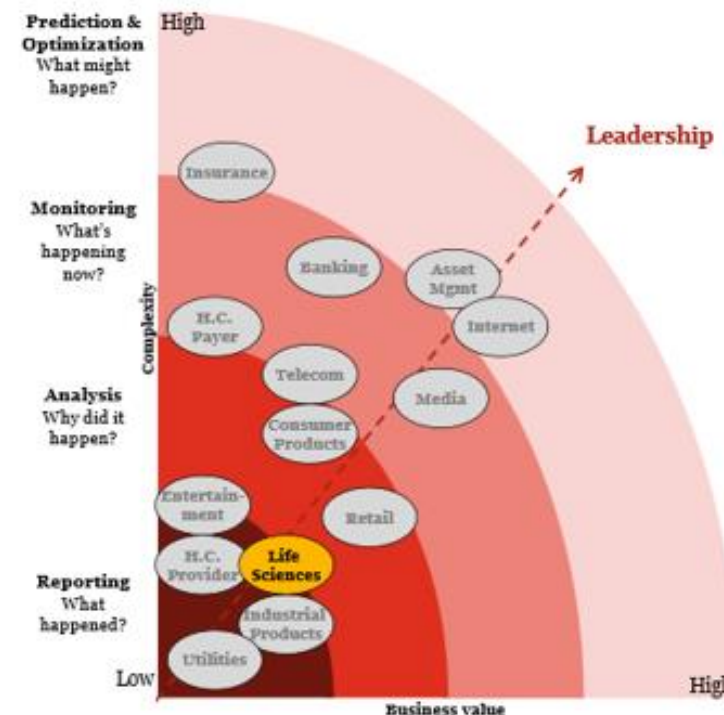 Prediction &
Optimization
What might
happen?
High
Leadership
Insurance
Monitoring
What's
happening
now?
Banking
Asset
Mgmt
Internet
H.C.
Payer
Complexity
Telecom
Media
Analysis
Why did it
happen?
Consumer
Products
Entertain-
ment
Retail
H.C.
Provider
Life
Sciences
Reporting
What
happened?
Industrial
Products
Utilities
Low
High
Business value